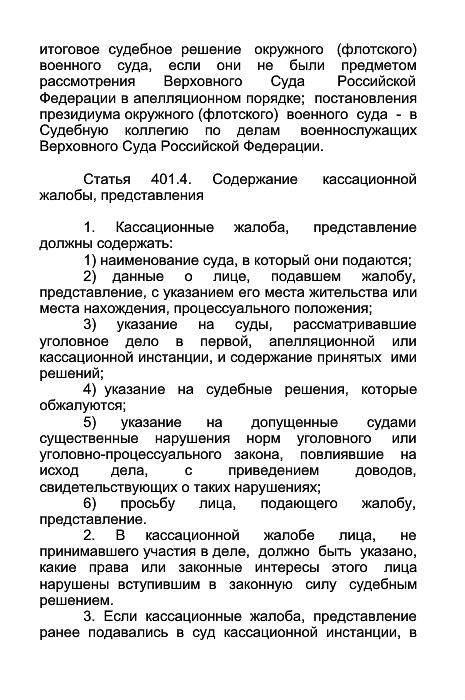 итоговое судебное решение окружного (флотского)
военного суда, если они не были предметом
рассмотрения Верховного Суда Российской
Федерации в апелляционном порядке; постановления
президиума окружного (флотского) военного суда - в
Судебную коллегию по делам военнослужащих
Верховного Суда Российской Федерации.
Статья 401.4. Содержание кассационной
жалобы, представления
1. Кассационные жалоба, представление
должны содержать:
1) наименование суда, в который они подаются;
2) данные о лице, подавшем жалобу,
представление, с указанием его места жительства или
места нахождения, процессуального положения;
3) указание на суды, рассматривавшие
уголовное дело в первой, апелляционной или
кассационной инстанции, и содержание принятых ими
решений;
4) указание на судебные решения, которые
обжалуются;
5) указание на допущенные судами
существенные нарушения норм уголовного или
уголовно-процессуального закона, повлиявшие на
исход дела, с приведением доводов,
свидетельствующих о таких нарушениях;
6) просьбу лица, подающего жалобу,
представление.
2. В кассационной жалобе лица, не
принимавшего участия в деле, должно быть указано,
какие права или законные интересы этого лица
нарушены вступившим в законную силу судебным
решением.
3. Если кассационные жалоба, представление
ранее подавались в суд кассационной инстанции, в